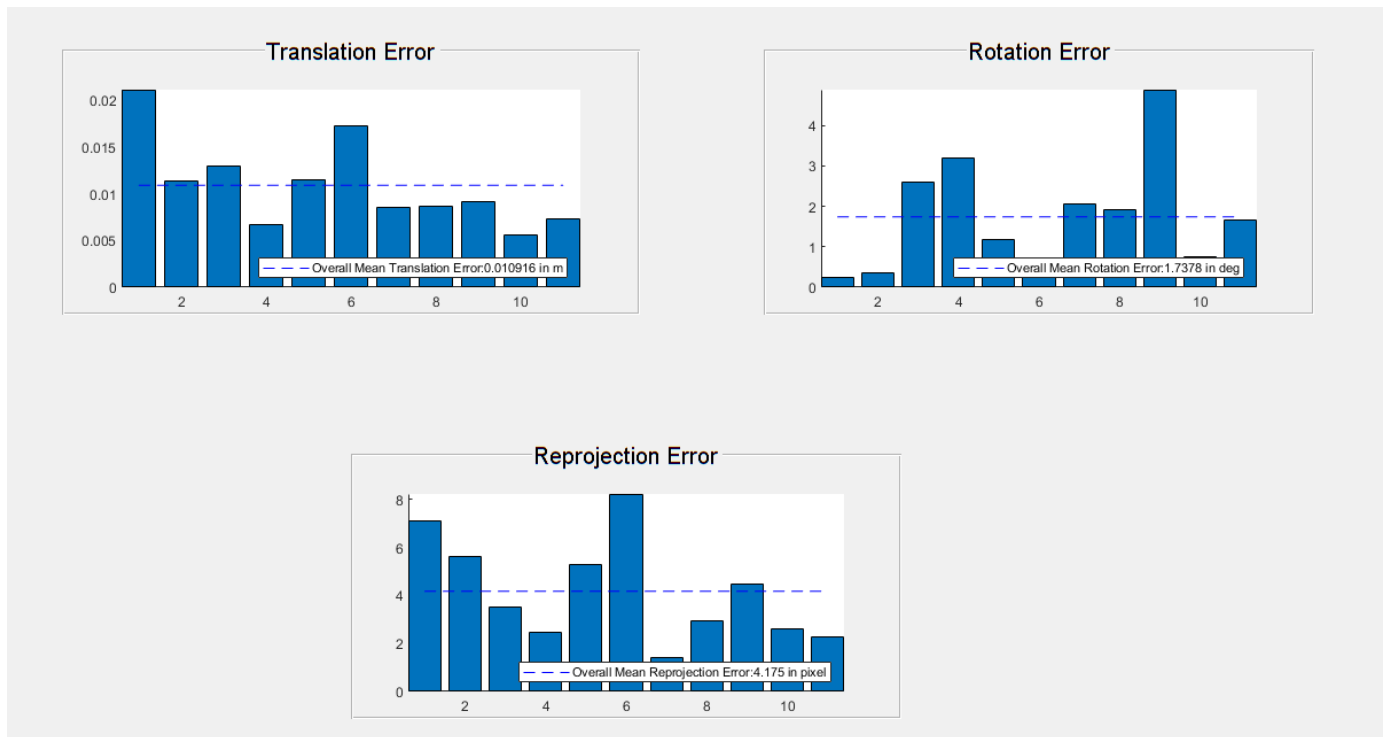 Translation Error
0.02
0.015
0.01
0.005
0
Overall Mean Translation Error:0.010916 in m
2 4 6 8 10
Rotation Error
4
3
2
1
0
Overall Mean Rotation Error:1.7378 in deg
2 4 6 8 10
Reprojection Error
8
6
4
2
0
Overall Mean Reprojection Error:4.175 in pixel
2 4 6 8 10